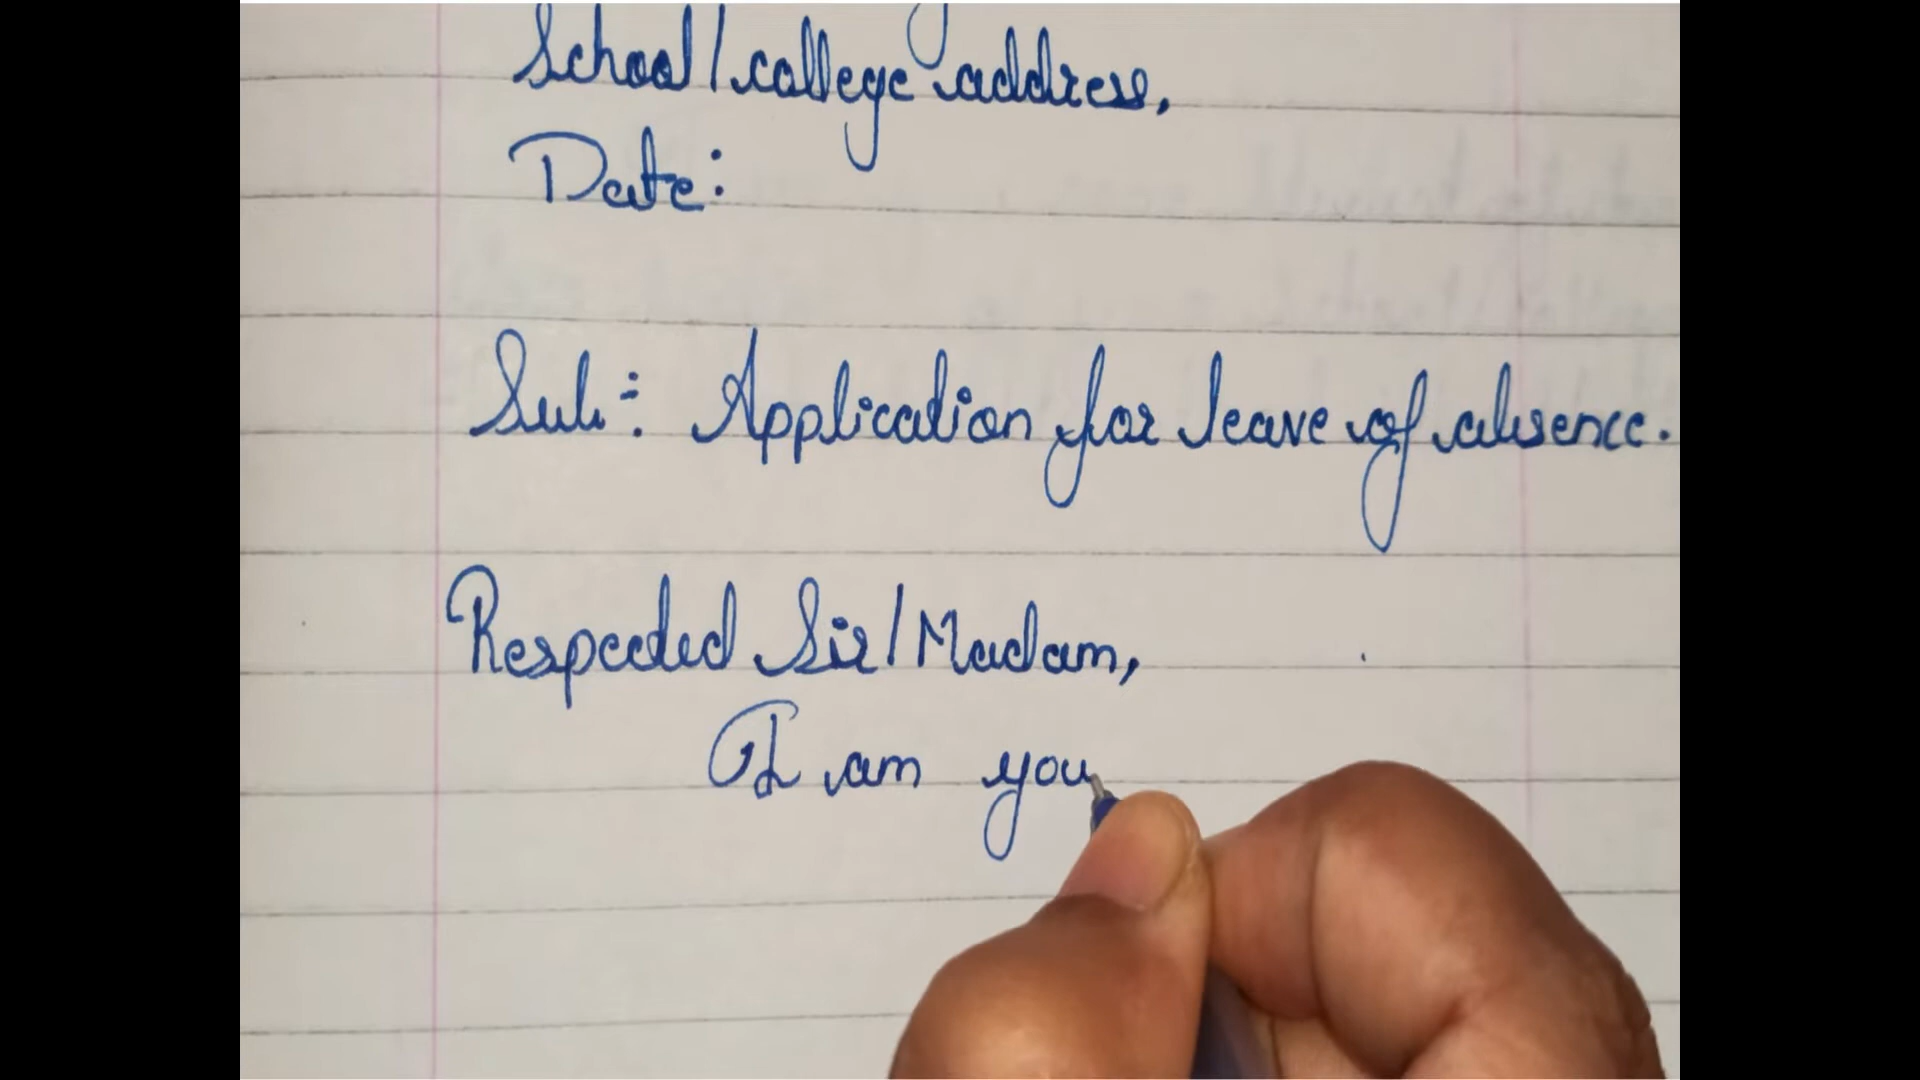 School/college address,
Date:
Sub:- Application for leave of absence.
Respected Sir/Madam,
I am you